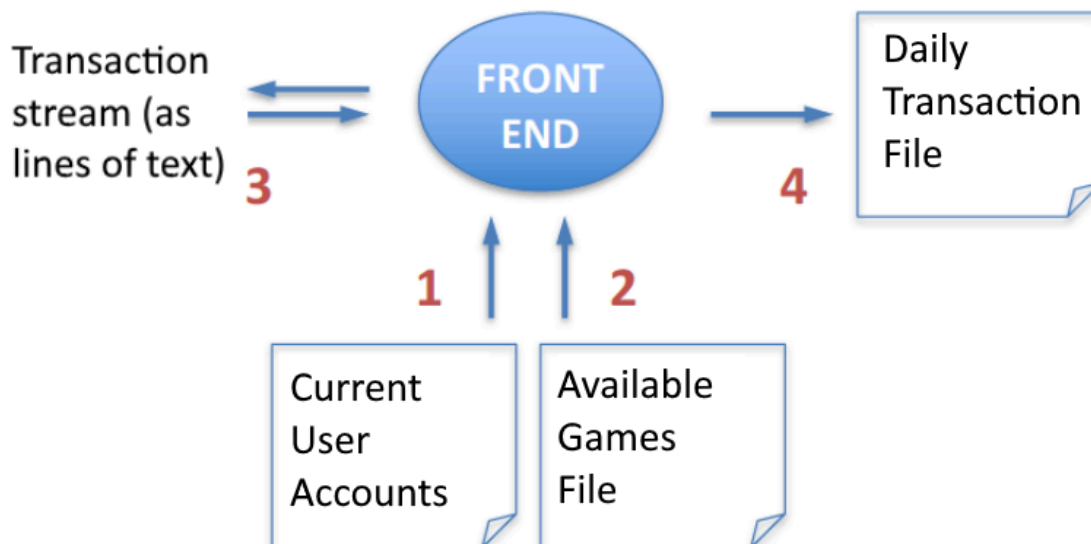 Transaction
stream (as
lines of text)
3
FRONT
END
4
Daily
Transaction
File
1
2
Current
User
Accounts
Available
Games
File